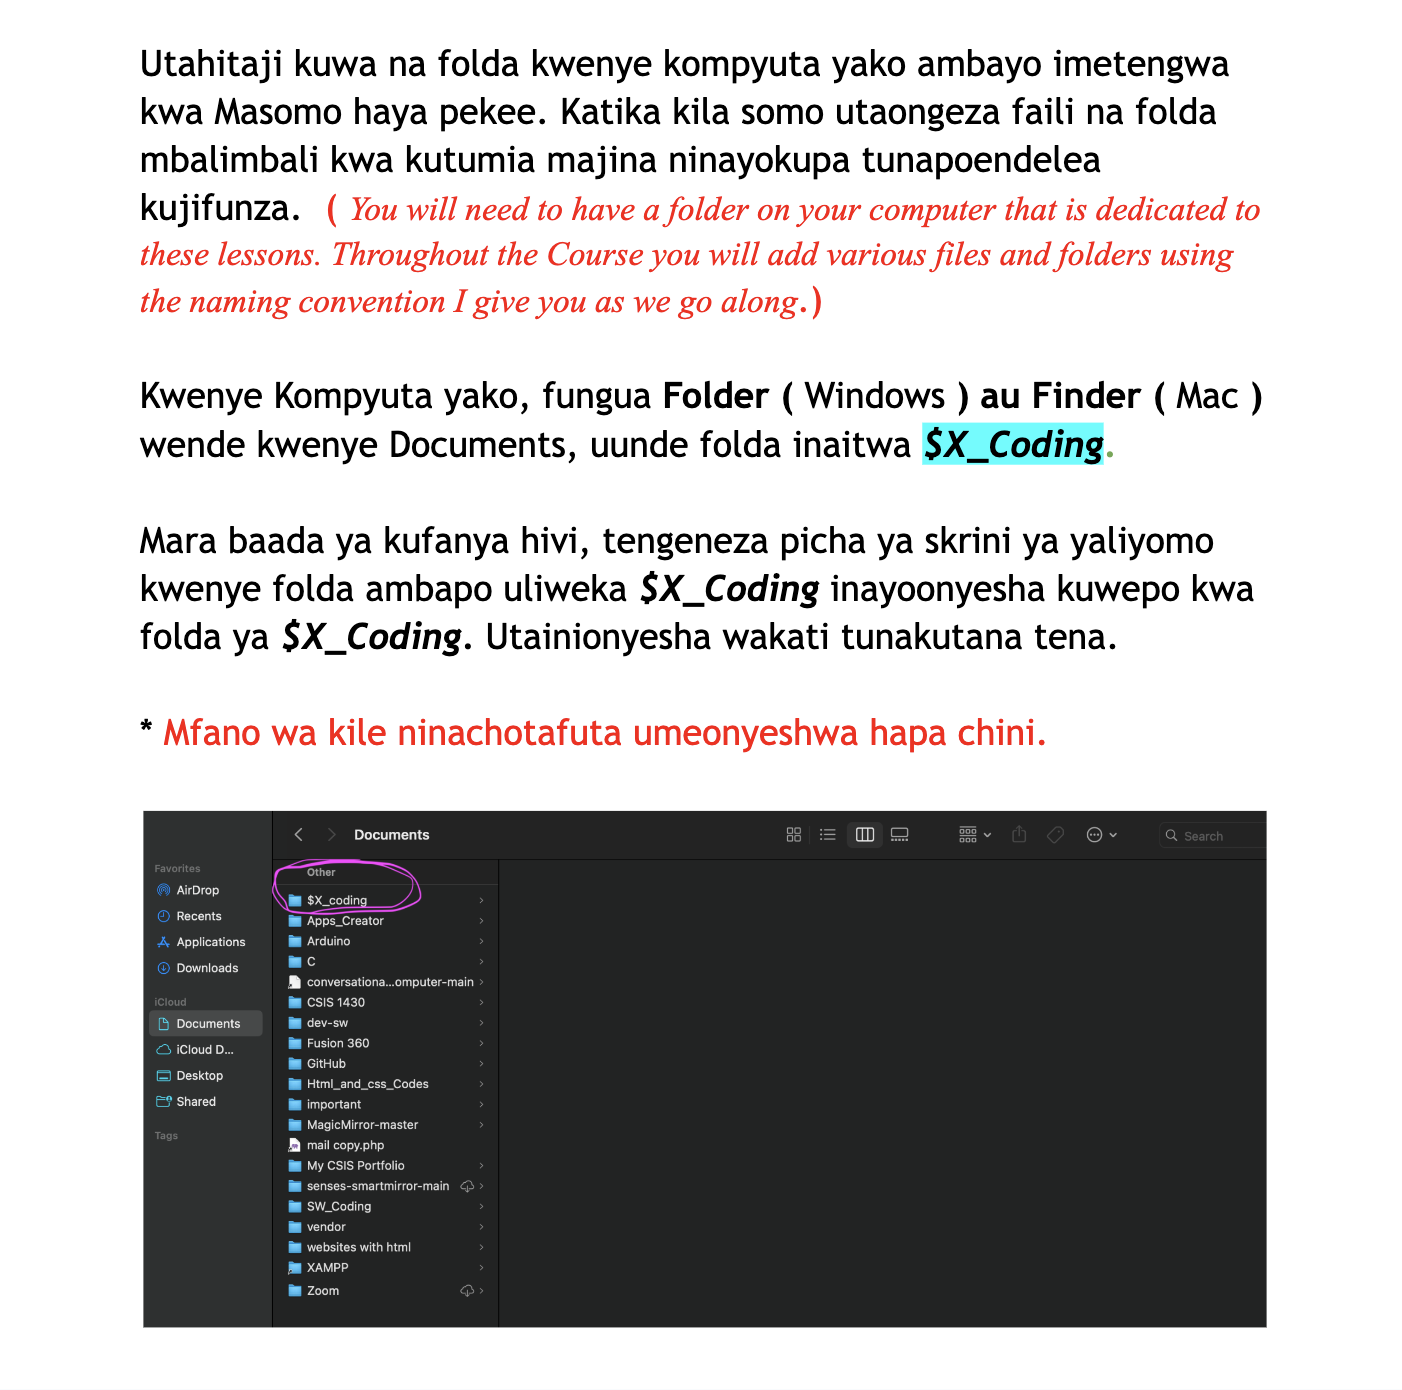 Utahitaji kuwa na folda kwenye kompyuta yako ambayo imetengwa
kwa Masomo haya pekee. Katika kila somo utaongeza faili na folda
mbalimbali kwa kutumia majina ninayokupa tunapoendelea
kujifunza. ( You will need to have a folder on your computer that is dedicated to
these lessons. Throughout the Course you will add various files and folders using
the naming convention I give you as we go along.)
Kwenye Kompyuta yako, fungua Folder ( Windows ) au Finder ( Mac )
wende kwenye Documents, uunde folda inaitwa $X_Coding.
Mara baada ya kufanya hivi, tengeneza picha ya skrini ya yaliyomo
kwenye folda ambapo uliweka $X_Coding inayoonyesha kuwepo kwa
folda ya $X_Coding. Utainionyesha wakati tunakutana tena.
* Mfano wa kile ninachotafuta umeonyeshwa hapa chini.
Documents
Search
Favorites
AirDrop
Recents
Applications
Downloads
iCloud
Documents
iCloud D...
Desktop
Shared
Tags
Other
$X_coding
Apps_Creator
Arduino
C
conversationa...omputer-main
CSIS 1430
dev-sw
Fusion 360
GitHub
Html_and_css_Codes
important
MagicMirror-master
mail copy.php
My CSIS Portfolio
senses-smartmirror-main
SW_Coding
vendor
websites with html
XAMPP
Zoom